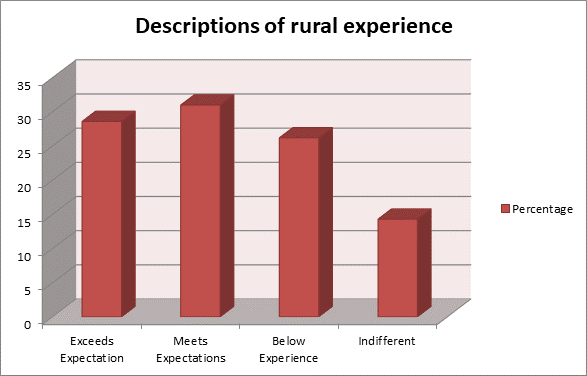 Descriptions of rural experience
35
30
25
20
15
10
5
0
Exceeds
Expectation
Meets
Expectations
Below
Experience
Indifferent
Percentage